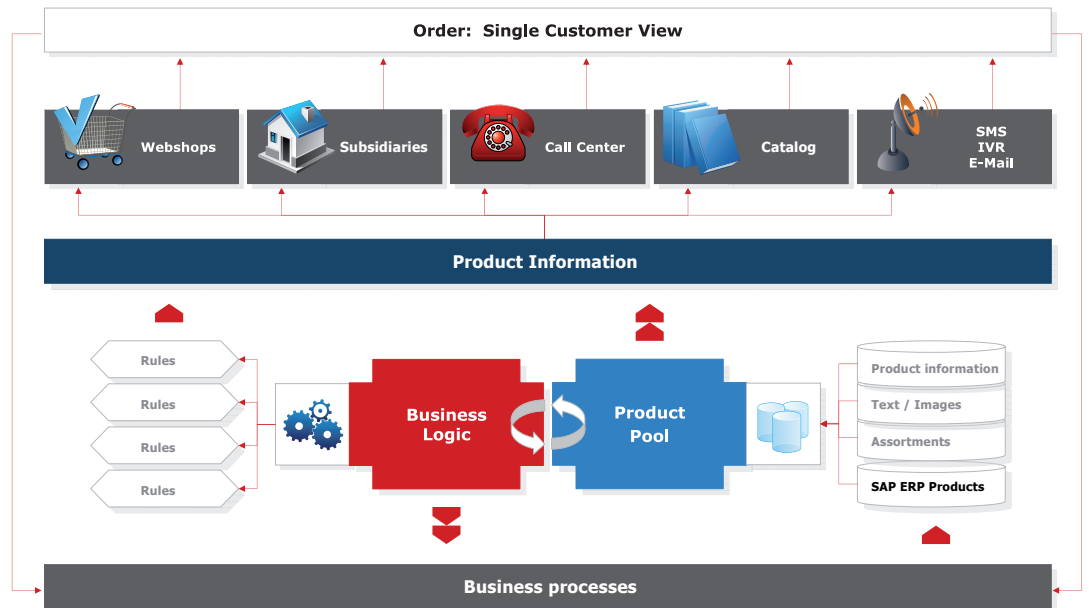 Order: Single Customer View
Webshops
Subsidiaries
Call Center
Catalog
SMS
IVR
E-Mail
Product Information
Rules
Rules
Rules
Rules
Business
Logic
Product
Pool
Product information
Text / Images
Assortments
SAP ERP Products
Business processes